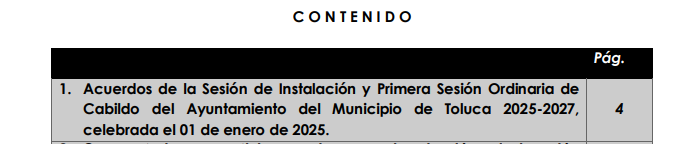 CONTENIDO
Pág.
1. Acuerdos de la Sesión de Instalación y Primera Sesión Ordinaria de
Cabildo del Ayuntamiento del Municipio de Toluca 2025-2027, 4
celebrada el 01 de enero de 2025.